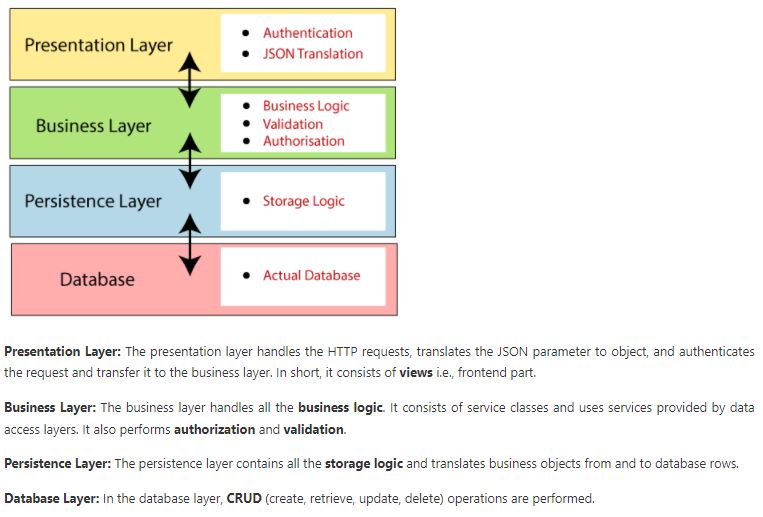 Presentation Layer
Authentication
JSON Translation
Business Layer
Business Logic
Validation
Authorisation
Persistence Layer
Storage Logic
Database
Actual Database
Presentation Layer: The presentation layer handles the HTTP requests, translates the JSON parameter to object, and authenticates
the request and transfer it to the business layer. In short, it consists of views i.e., frontend part.
Business Layer: The business layer handles all the business logic. It consists of service classes and uses services provided by data
access layers. It also performs authorization and validation.
Persistence Layer: The persistence layer contains all the storage logic and translates business objects from and to database rows.
Database Layer: In the database layer, CRUD (create, retrieve, update, delete) operations are performed.